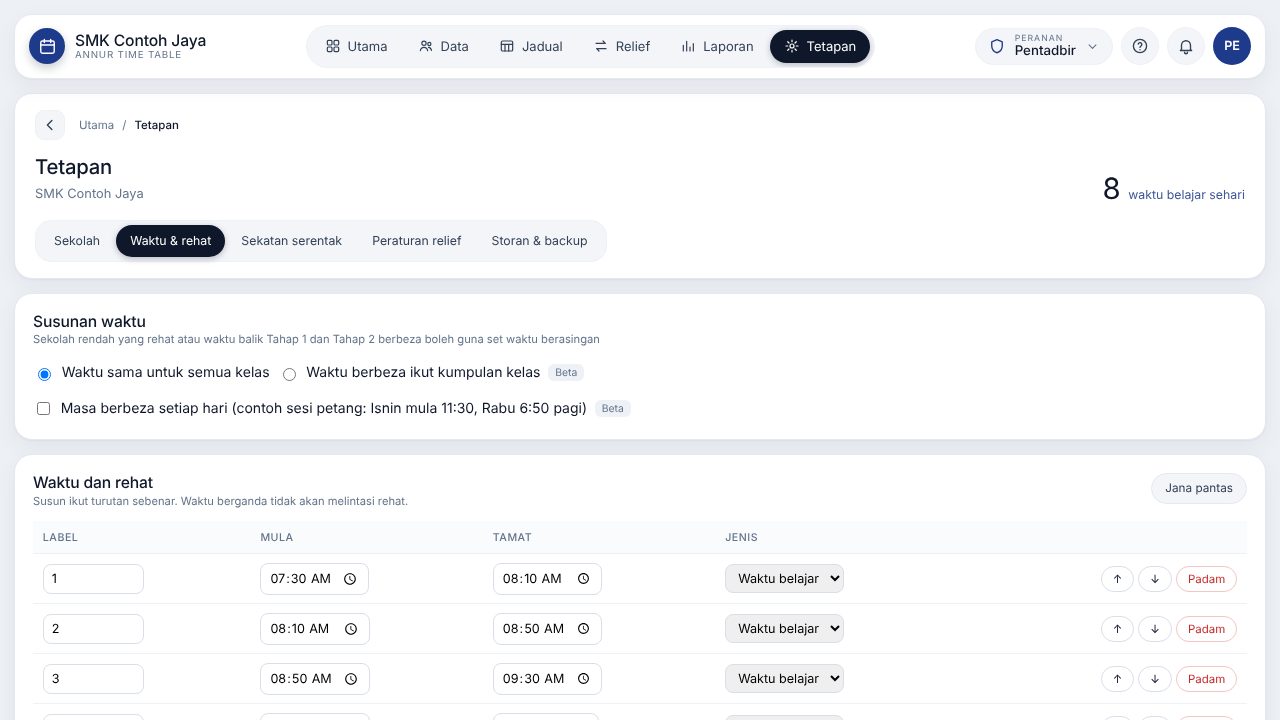 SMK Contoh Jaya
ANNUR TIME TABLE
Utama
Data
Jadual
Relief
Laporan
Tetapan
PERANAN
Pentadbir
PE
Utama / Tetapan
Tetapan
SMK Contoh Jaya
8 waktu belajar sehari
Sekolah
Waktu & rehat
Sekatan serentak
Peraturan relief
Storan & backup
Susunan waktu
Sekolah rendah yang rehat atau waktu balik Tahap 1 dan Tahap 2 berbeza boleh guna set waktu berasingan
Waktu sama untuk semua kelas
Waktu berbeza ikut kumpulan kelas Beta
Masa berbeza setiap hari (contoh sesi petang: Isnin mula 11:30, Rabu 6:50 pagi) Beta
Waktu dan rehat
Susun ikut turutan sebenar. Waktu berganda tidak akan melintasi rehat.
Jana pantas
LABEL MULA TAMAT JENIS
1 07:30 AM 08:10 AM Waktu belajar ↑ ↓ Padam
2 08:10 AM 08:50 AM Waktu belajar ↑ ↓ Padam
3 08:50 AM 09:30 AM Waktu belajar ↑ ↓ Padam